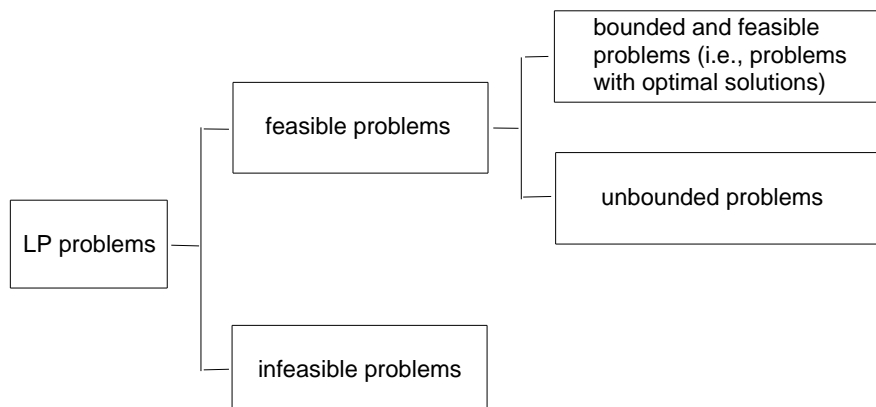 bounded and feasible
problems (i.e., problems
with optimal solutions)
feasible problems
unbounded problems
LP problems
infeasible problems